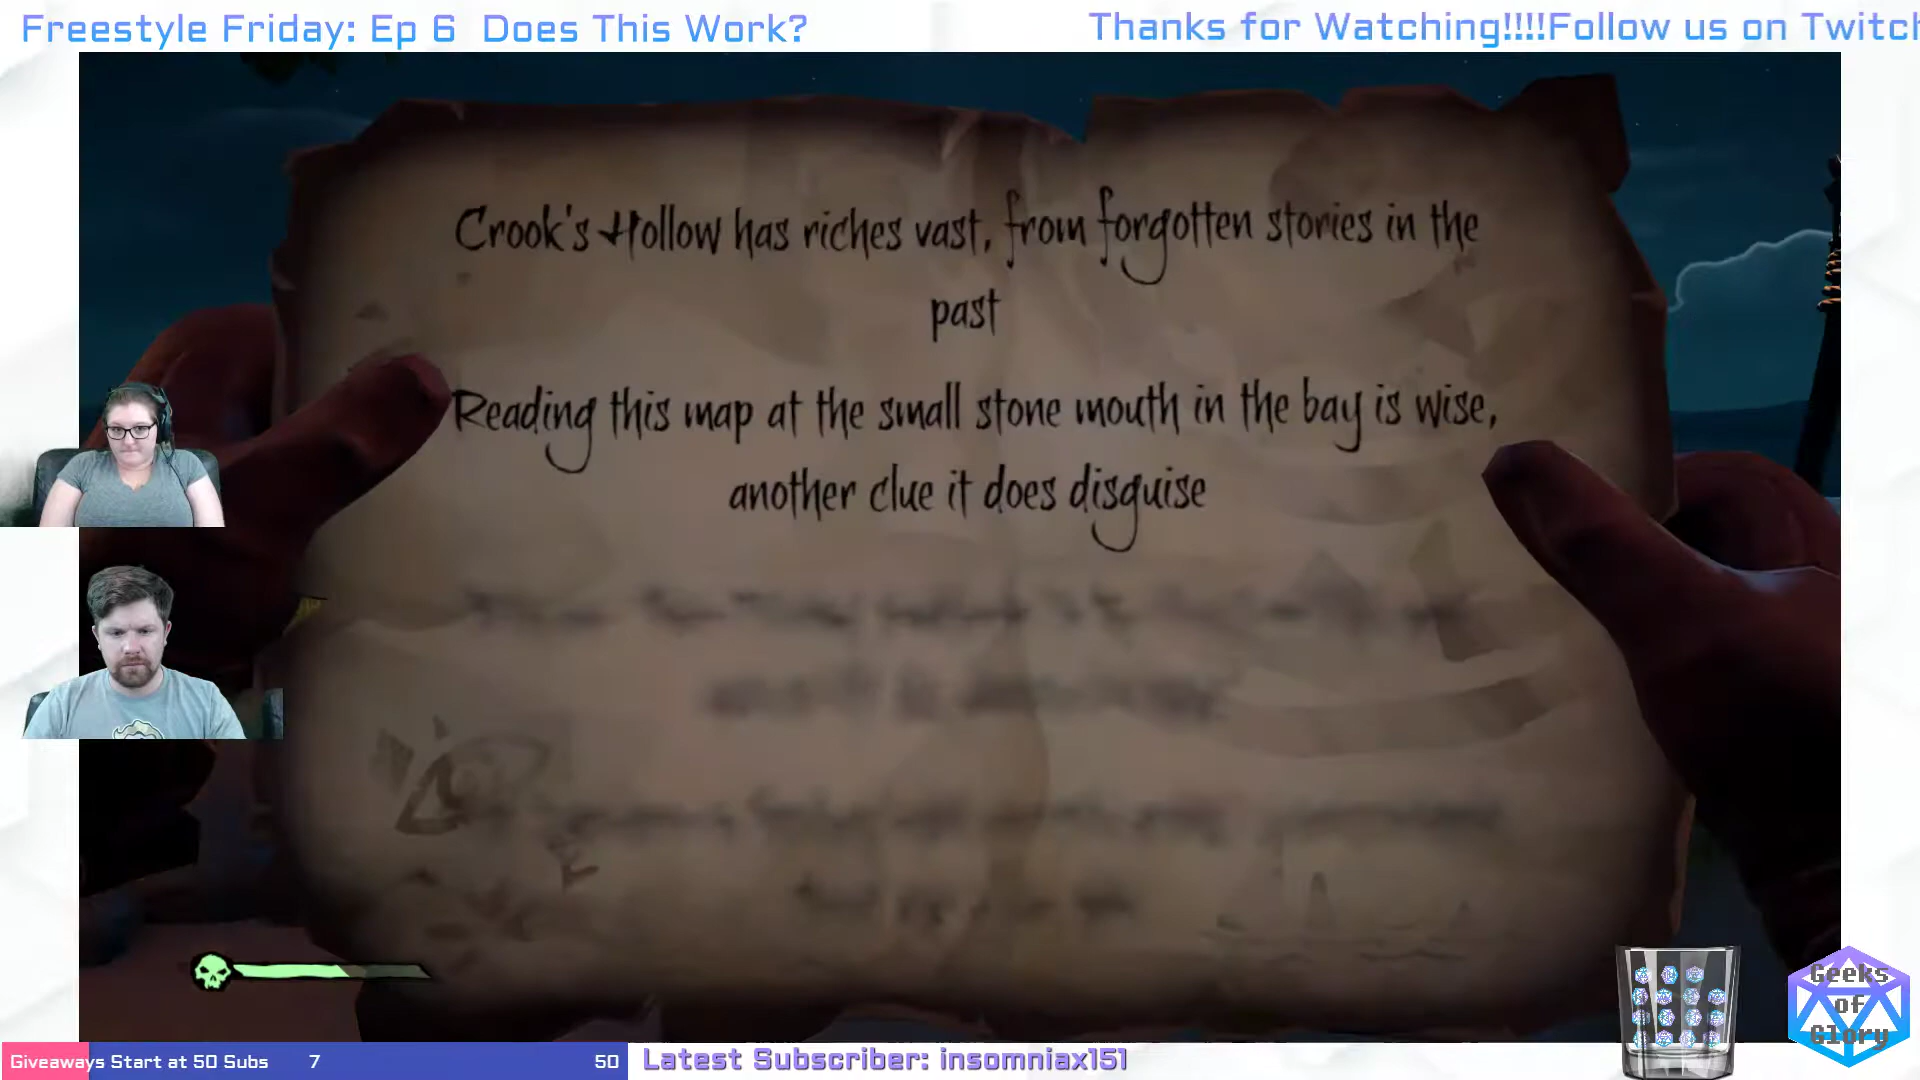 Freestyle Friday: Ep 6 Does This Work?
Thanks for Watching!!!!Follow us on Twitch
Crook's Hollow has riches vast, from forgotten stories in the
past
Reading this map at the small stone mouth in the bay is wise,
another clue it does disguise
Geeks
of
Glory
Giveaways Start at 50 Subs 7 50
Latest Subscriber: insomniax151